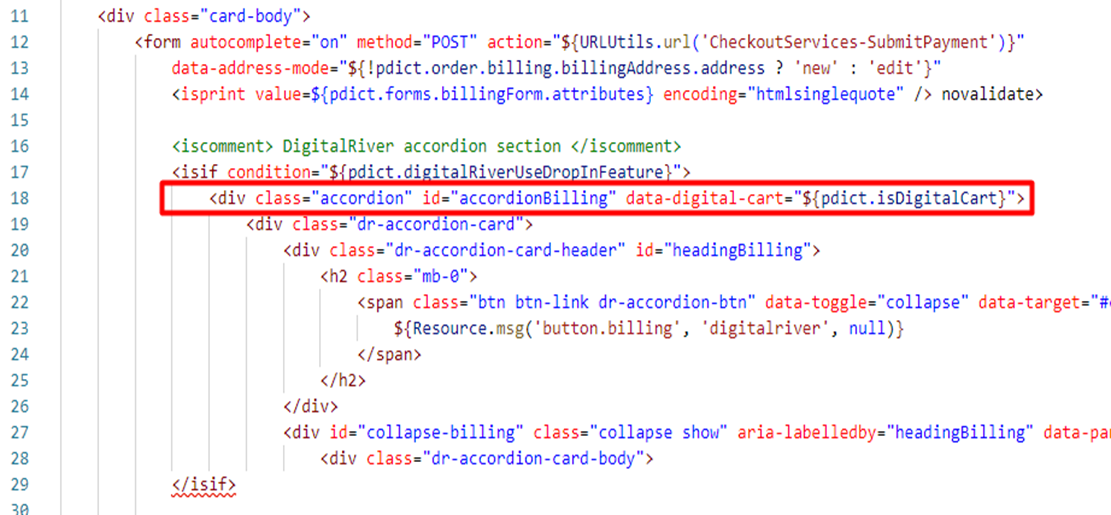 11 <div class="card-body">
12 <form autocomplete="on" method="POST" action="${URLUtils.url('CheckoutServices-SubmitPayment')}"
13 data-address-mode="${!pdict.order.billing.billingAddress.address ? 'new' : 'edit'}"
14 <isprint value=${pdict.forms.billingForm.attributes} encoding="htmlsinglequote" /> novalidate>
15
16 <iscomment> DigitalRiver accordion section </iscomment>
17 <isif condition="${pdict.digitalRiverUseDropInFeature}">
18 <div class="accordion" id="accordionBilling" data-digital-cart="${pdict.isDigitalCart}">
19 <div class="dr-accordion-card">
20 <div class="dr-accordion-card-header" id="headingBilling">
21 <h2 class="mb-0">
22 <span class="btn btn-link dr-accordion-btn" data-toggle="collapse" data-target="#
23 ${Resource.msg('button.billing', 'digitalriver', null)}
24 </span>
25 </h2>
26 </div>
27 <div id="collapse-billing" class="collapse show" aria-labelledby="headingBilling" data-pa
28 <div class="dr-accordion-card-body">
29 </isif>
30